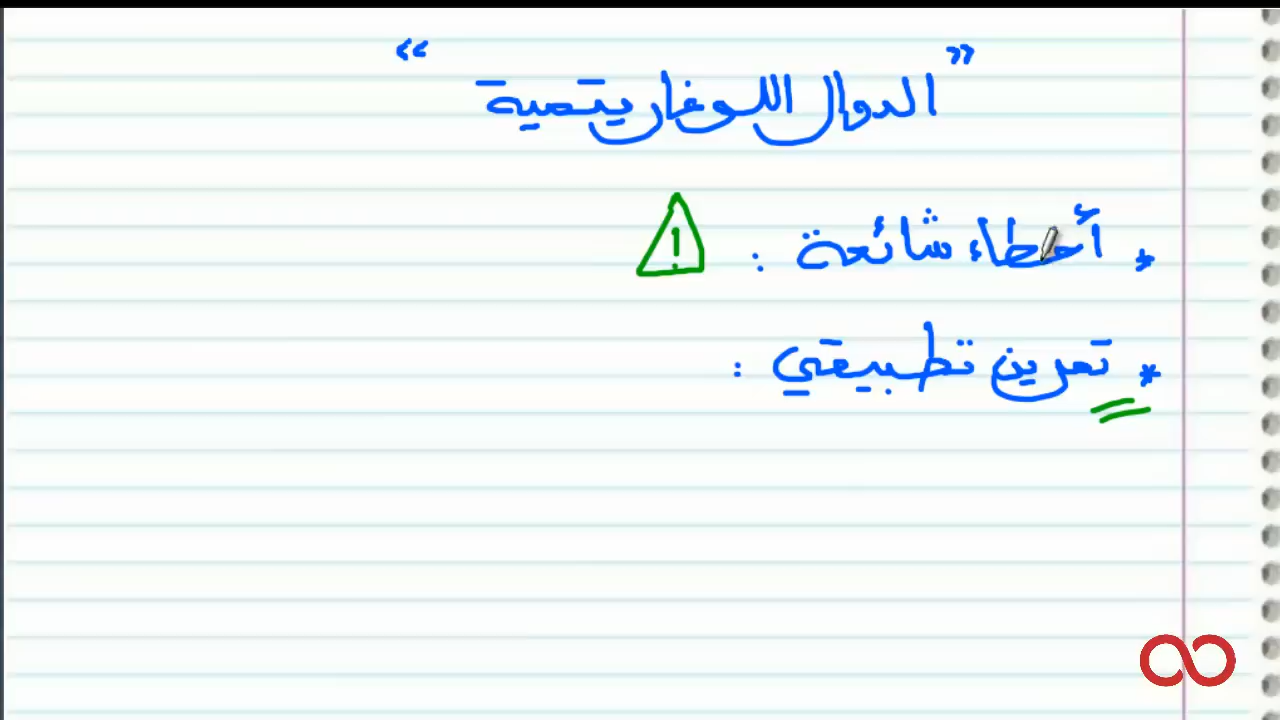 " الدوال اللوغاريتمية "
* أخطاء شائعة : !
* تمرين تطبيقي :